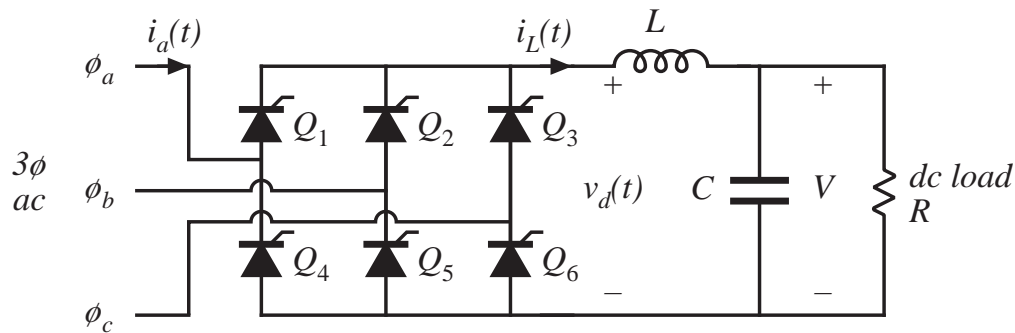 i_a(t)
i_L(t)
L
ϕ_a
+
+
Q_1
Q_2
Q_3
3ϕ
ac
ϕ_b
v_d(t)
C
V
dc load
R
Q_4
Q_5
Q_6
–
–
ϕ_c